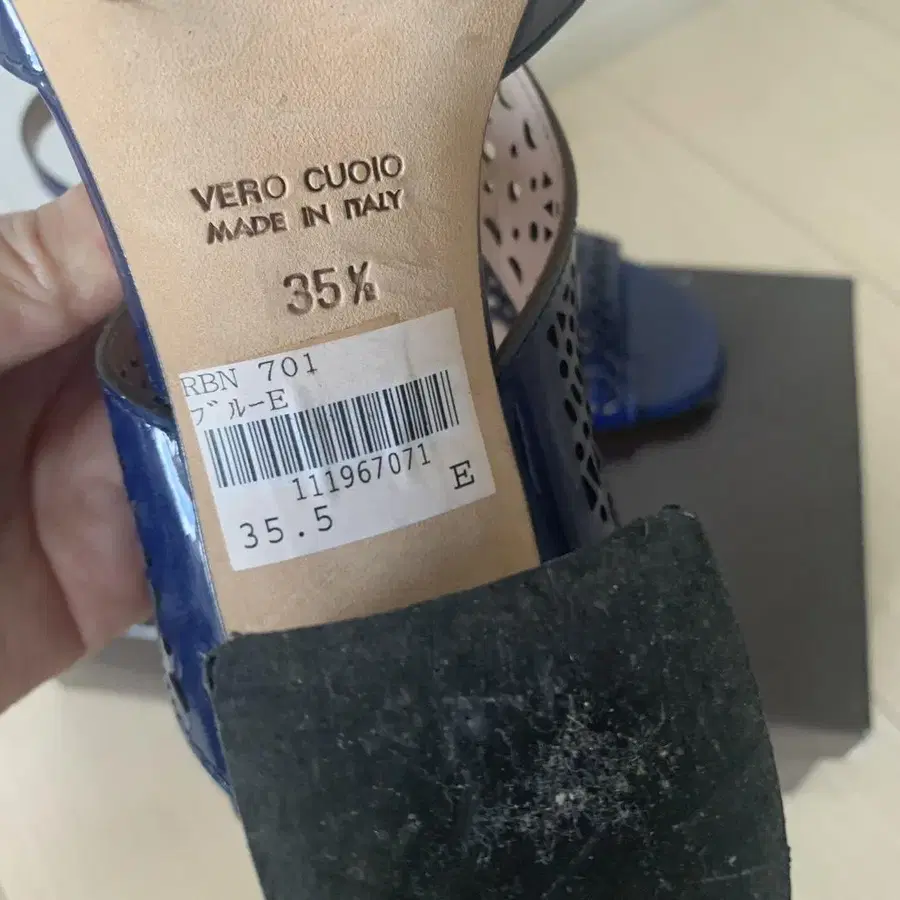 VERO CUOIO
MADE IN ITALY
35½
RBN 701
ブルーE
111967071
E
35.5